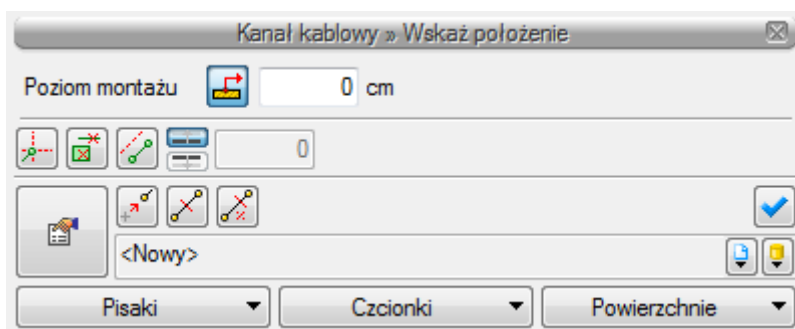 Kanał kablowy » Wskaż położenie
Poziom montażu 0 cm
0
<Nowy>
Pisaki Czcionki Powierzchnie